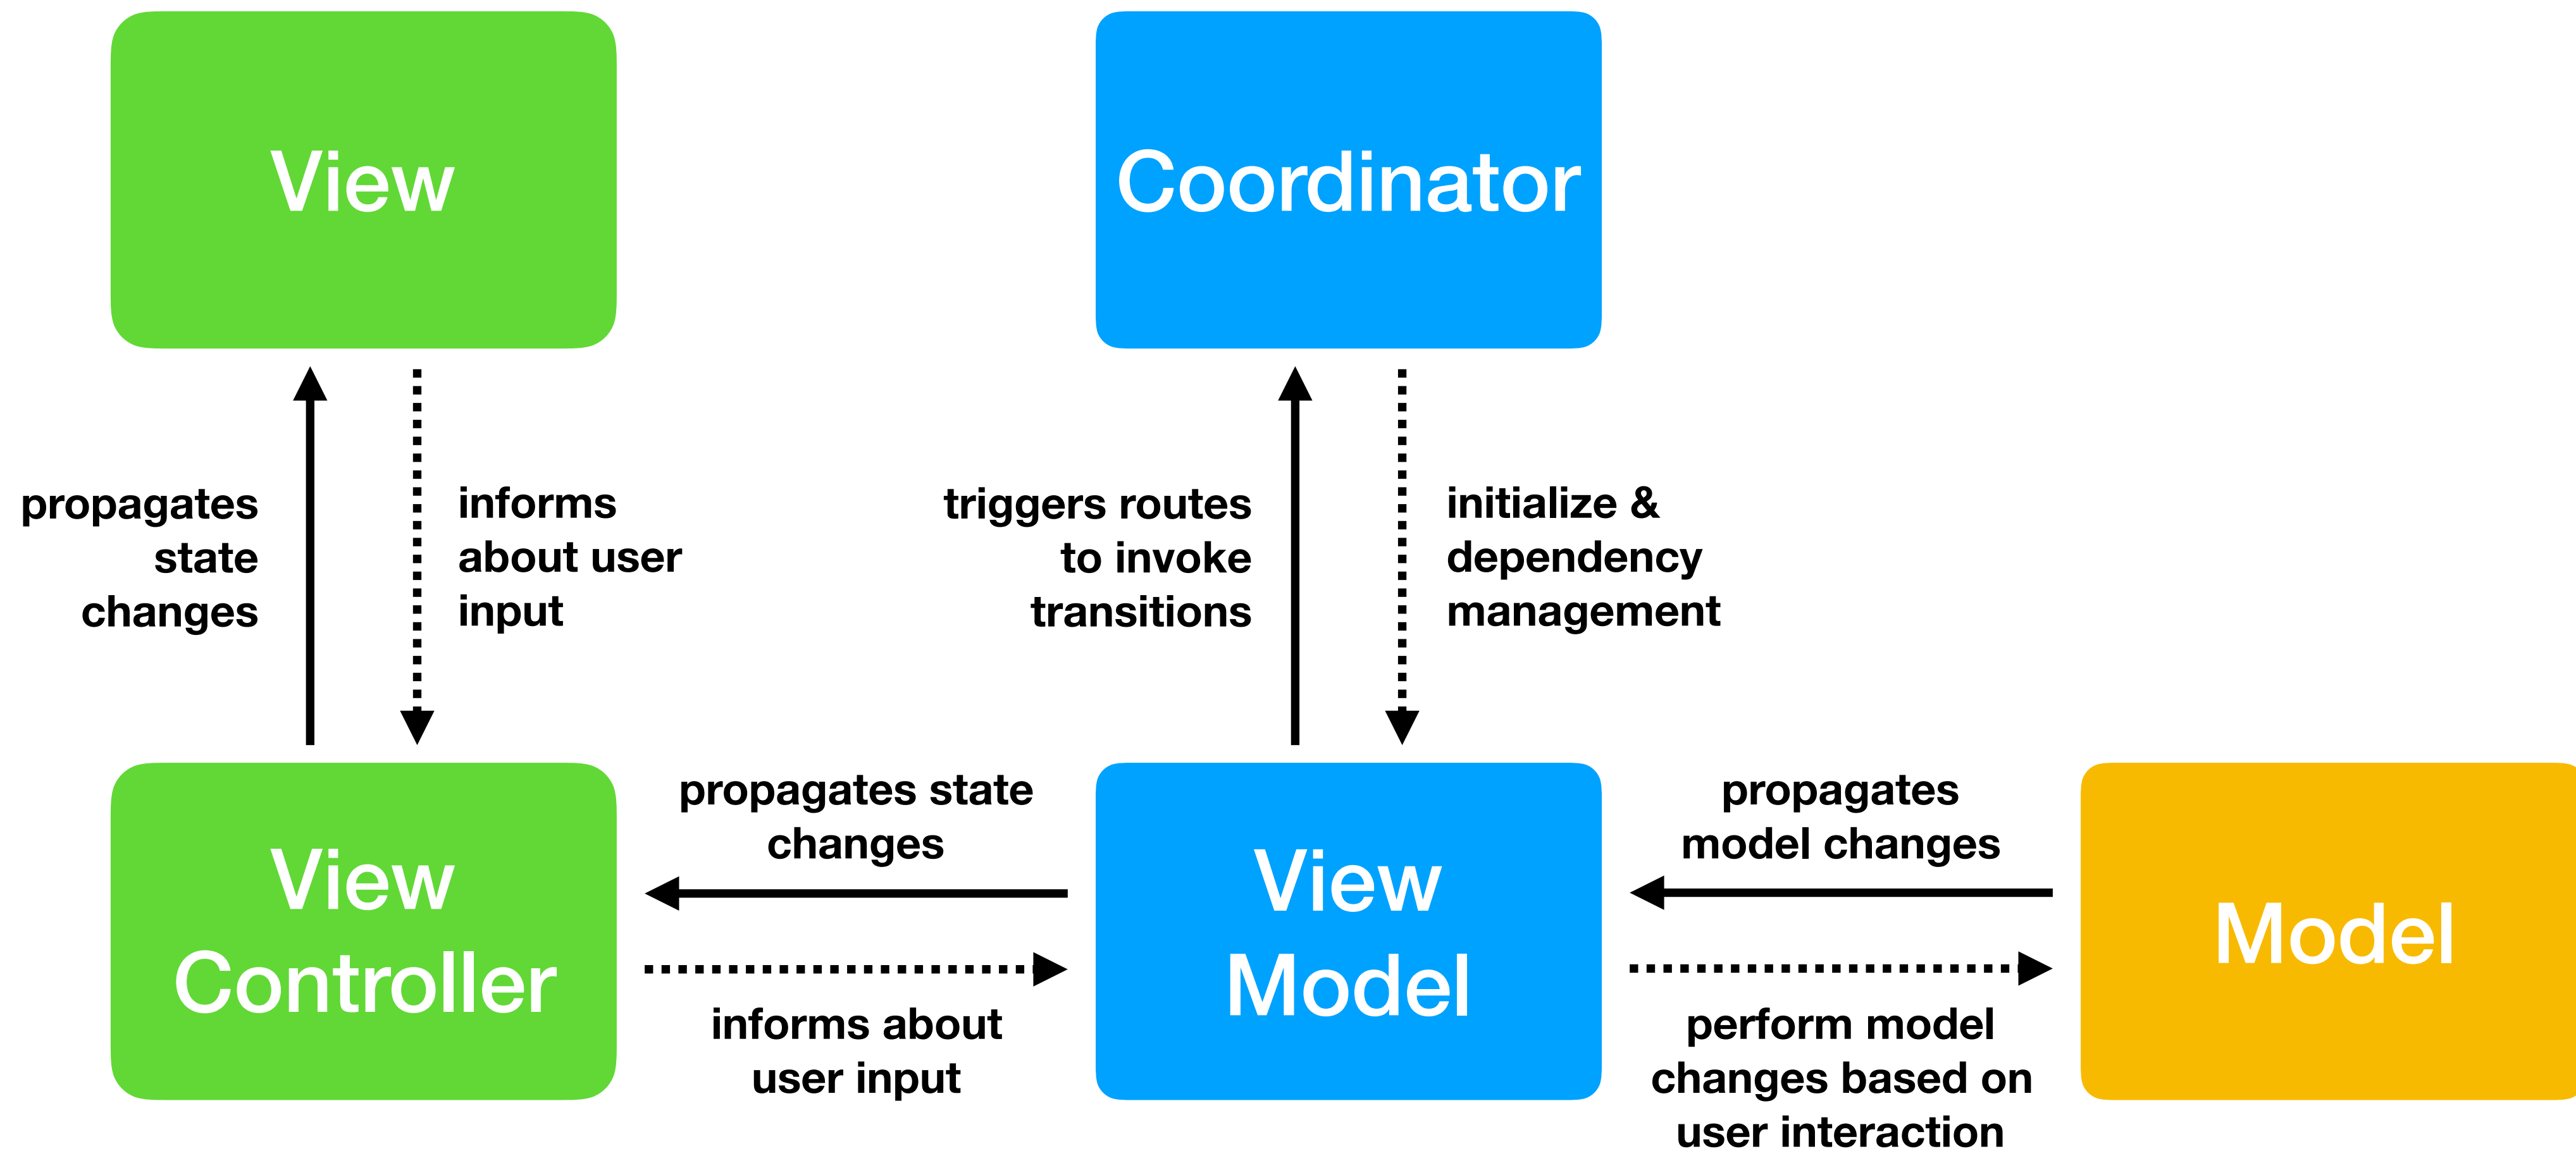 View
Coordinator
propagates
state
changes
informs
about user
input
triggers routes
to invoke
transitions
initialize &
dependency
management
View
Controller
propagates state
changes
informs about
user input
View
Model
propagates
model changes
perform model
changes based on
user interaction
Model